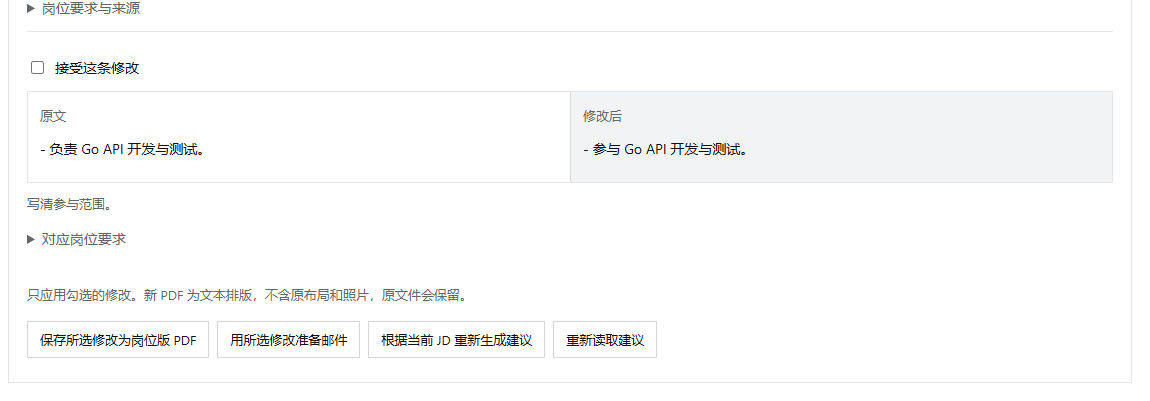 ▶ 岗位要求与来源
接受这条修改
原文
- 负责 Go API 开发与测试。
修改后
- 参与 Go API 开发与测试。
写清参与范围。
▶ 对应岗位要求
只应用勾选的修改。新 PDF 为文本排版，不含原布局和照片，原文件会保留。
保存所选修改为岗位版 PDF
用所选修改准备邮件
根据当前 JD 重新生成建议
重新读取建议